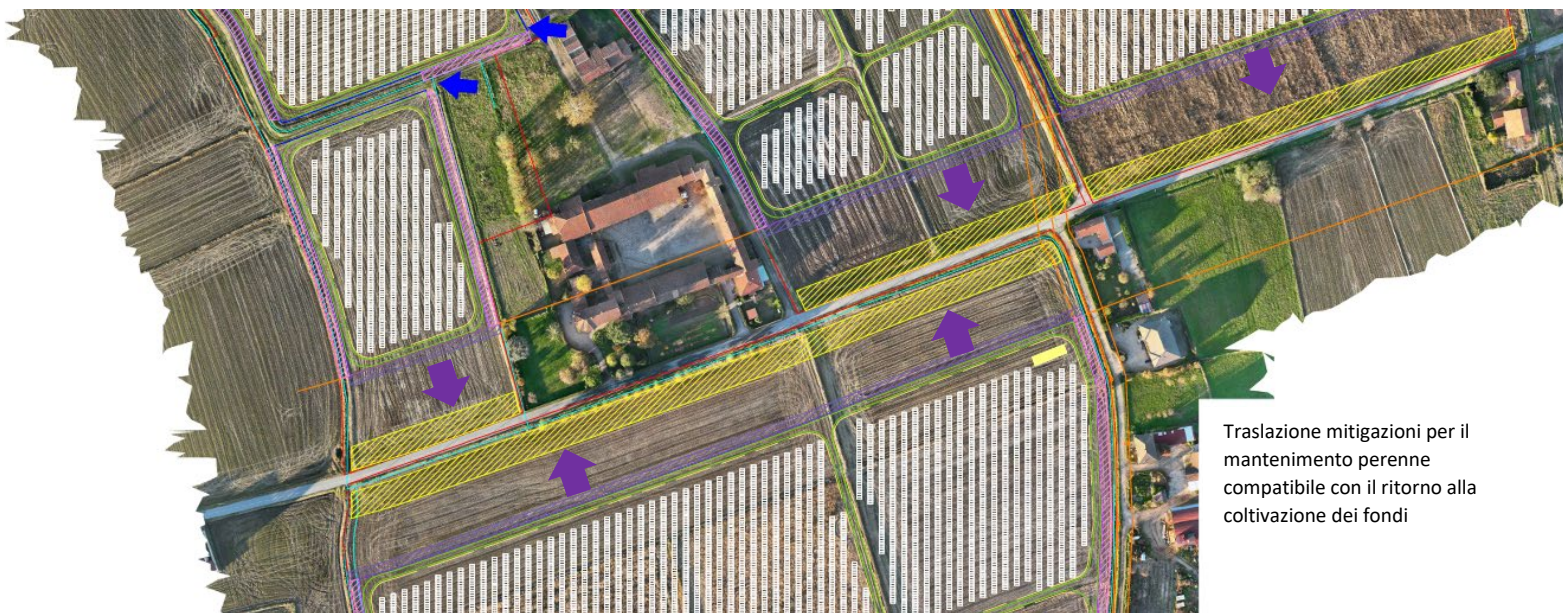 Traslazione mitigazioni per il
mantenimento perenne
compatibile con il ritorno alla
coltivazione dei fondi